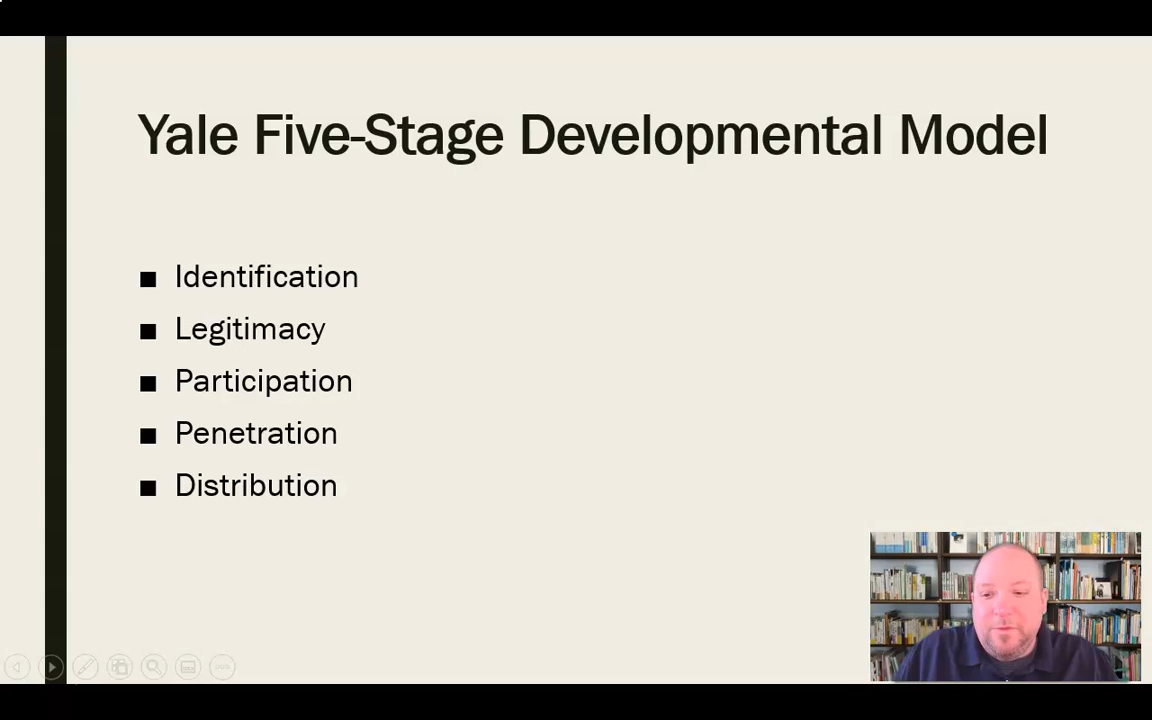 Yale Five-Stage Developmental Model
Identification
Legitimacy
Participation
Penetration
Distribution